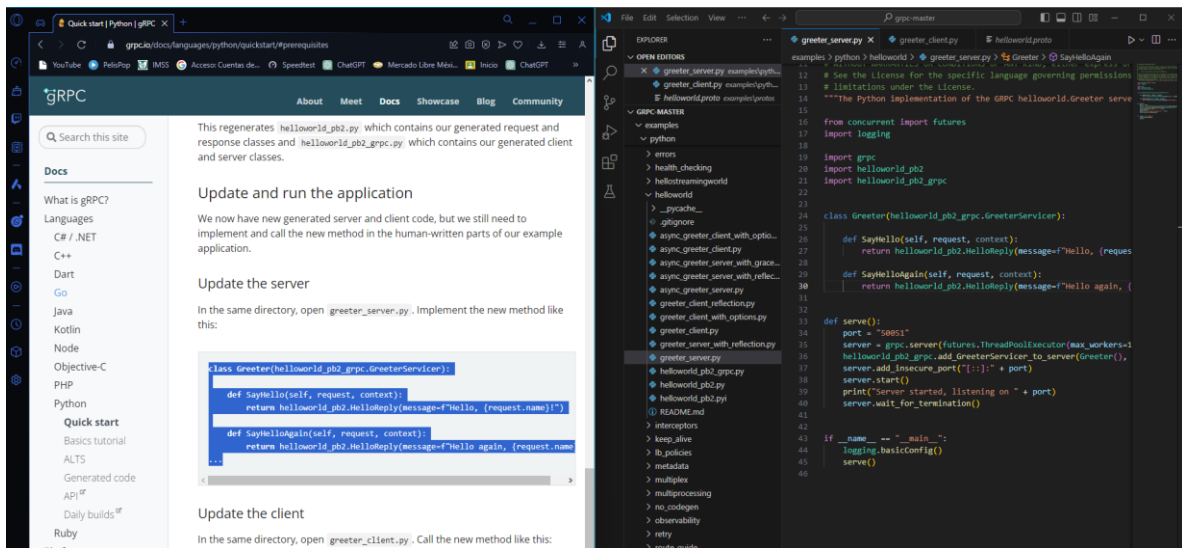 Quick start | Python | gRPC
grpc.io/docs/languages/python/quickstart/#prerequisites
YouTube PelisPop IMSS Acceso: Cuentas de... Speedtest ChatGPT Mercado Libre Méxi... Inicio ChatGPT »
gRPC
About Meet Docs Showcase Blog Community
Search this site
Docs
What is gRPC?
Languages
C# / .NET
C++
Dart
Go
Java
Kotlin
Node
Objective-C
PHP
Python
Quick start
Basics tutorial
ALTS
Generated code
API
Daily builds
Ruby
This regenerates helloworld_pb2.py which contains our generated request and
response classes and helloworld_pb2_grpc.py which contains our generated client
and server classes.
Update and run the application
We now have new generated server and client code, but we still need to
implement and call the new method in the human-written parts of our example
application.
Update the server
In the same directory, open greeter_server.py. Implement the new method like
this:
class Greeter(helloworld_pb2_grpc.GreeterServicer):
def SayHello(self, request, context):
return helloworld_pb2.HelloReply(message=f"Hello, {request.name}!")
def SayHelloAgain(self, request, context):
return helloworld_pb2.HelloReply(message=f"Hello again, {request.name
...
Update the client
In the same directory, open greeter_client.py. Call the new method like this:
File Edit Selection View ... grpc-master
EXPLORER ...
OPEN EDITORS
greeter_server.py examples\pyth...
greeter_client.py examples\pyth...
helloworld.proto examples\protos
GRPC-MASTER
examples
python
errors
health_checking
hellostreamingworld
helloworld
__pycache__
.gitignore
async_greeter_client_with_optio...
async_greeter_client.py
async_greeter_server_with_grace...
async_greeter_server_with_reflec...
async_greeter_server.py
greeter_client_reflection.py
greeter_client_with_options.py
greeter_client.py
greeter_server_with_reflection.py
greeter_server.py
helloworld_pb2_grpc.py
helloworld_pb2.py
helloworld_pb2.pyi
README.md
interceptors
keep_alive
lb_policies
metadata
multiplex
multiprocessing
no_codegen
observability
retry
route_guide
greeter_server.py greeter_client.py helloworld.proto
examples > python > helloworld > greeter_server.py > Greeter > SayHelloAgain
12 # See the License for the specific language governing permissions
13 # limitations under the License.
14 """The Python implementation of the GRPC helloworld.Greeter serve
15
16 from concurrent import futures
17 import logging
18
19 import grpc
20 import helloworld_pb2
21 import helloworld_pb2_grpc
22
23
24 class Greeter(helloworld_pb2_grpc.GreeterServicer):
25
26 def SayHello(self, request, context):
27 return helloworld_pb2.HelloReply(message=f"Hello, {reques
28
29 def SayHelloAgain(self, request, context):
30 return helloworld_pb2.HelloReply(message=f"Hello again, {
31
32
33 def serve():
34 port = "50051"
35 server = grpc.server(futures.ThreadPoolExecutor(max_workers=1
36 helloworld_pb2_grpc.add_GreeterServicer_to_server(Greeter(),
37 server.add_insecure_port("[::]:" + port)
38 server.start()
39 print("Server started, listening on " + port)
40 server.wait_for_termination()
41
42
43 if __name__ == "__main__":
44 logging.basicConfig()
45 serve()
46